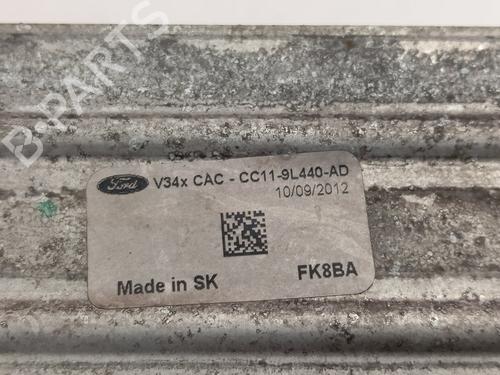 B-PARTS
Ford V34x CAC - CC11-9L440-AD
10/09/2012
Made in SK FK8BA